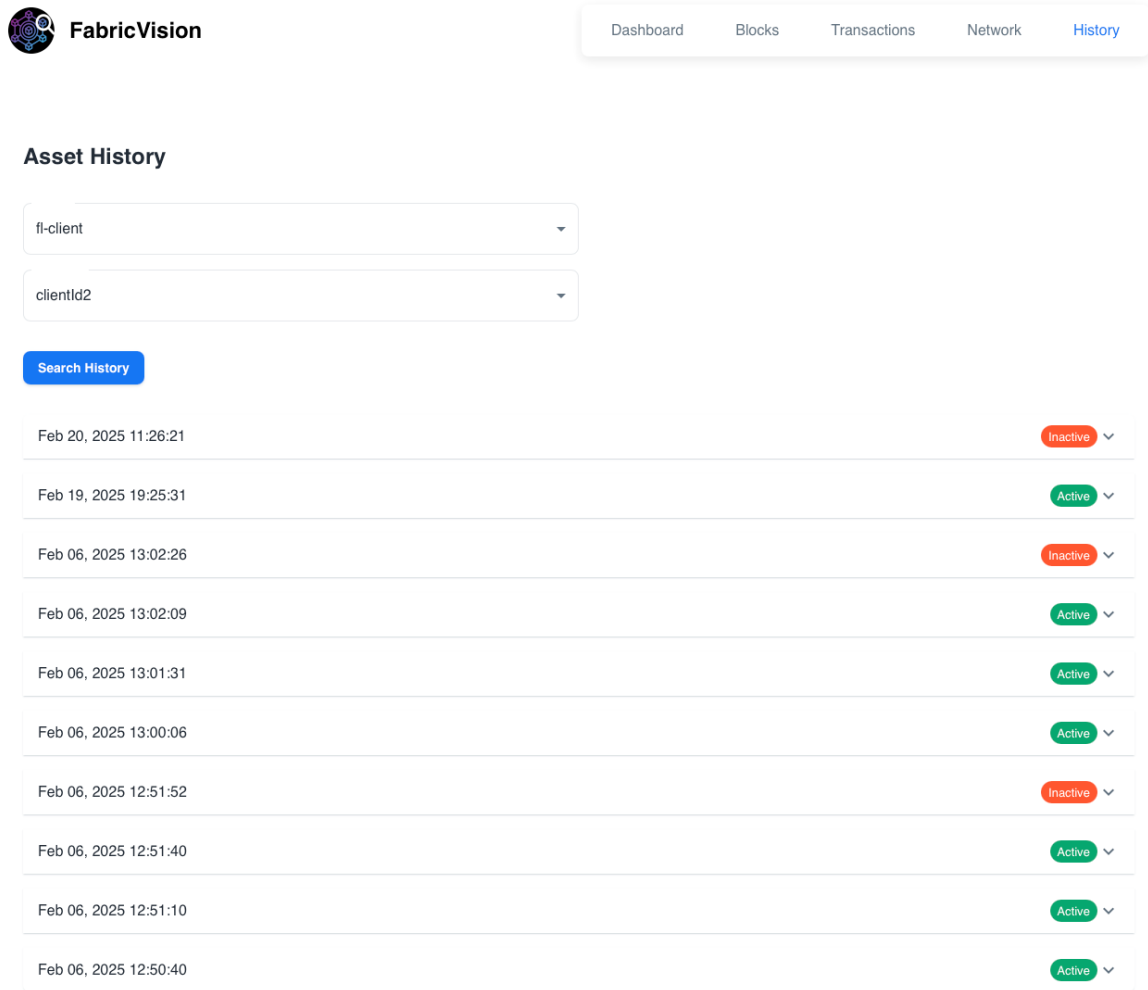 FabricVision
Dashboard Blocks Transactions Network History
Asset History
fl-client
clientId2
Search History
Feb 20, 2025 11:26:21 Inactive
Feb 19, 2025 19:25:31 Active
Feb 06, 2025 13:02:26 Inactive
Feb 06, 2025 13:02:09 Active
Feb 06, 2025 13:01:31 Active
Feb 06, 2025 13:00:06 Active
Feb 06, 2025 12:51:52 Inactive
Feb 06, 2025 12:51:40 Active
Feb 06, 2025 12:51:10 Active
Feb 06, 2025 12:50:40 Active